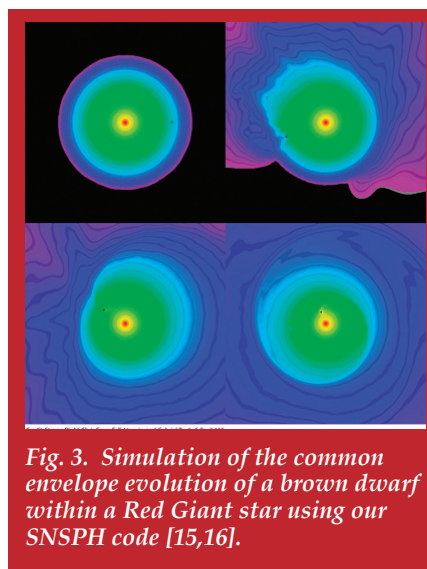 Fig. 3. Simulation of the common
envelope evolution of a brown dwarf
within a Red Giant star using our
SNSPH code [15,16].